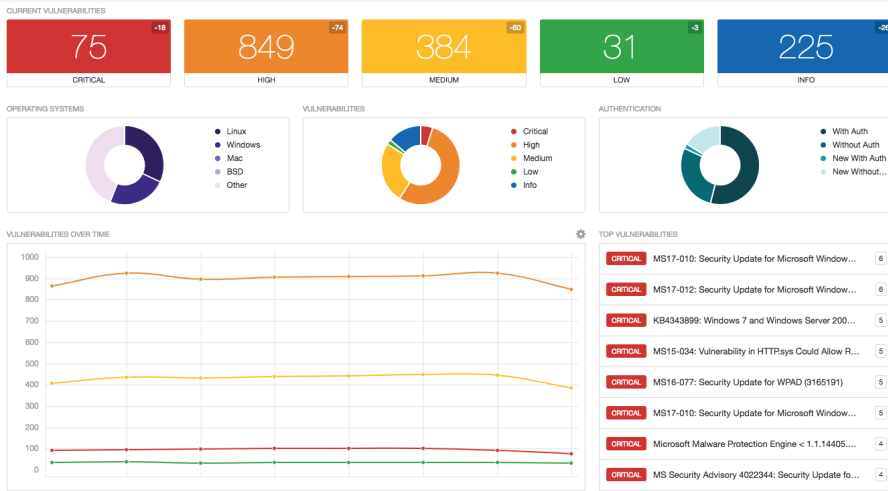 CURRENT VULNERABILITIES
75
-18
CRITICAL
849
-74
HIGH
384
-60
MEDIUM
31
-3
LOW
225
-26
INFO
OPERATING SYSTEMS
Linux
Windows
Mac
BSD
Other
VULNERABILITIES
Critical
High
Medium
Low
Info
AUTHENTICATION
With Auth
Without Auth
New With Auth
New Without...
VULNERABILITIES OVER TIME
1000
900
800
700
600
500
400
300
200
100
0
TOP VULNERABILITIES
CRITICAL MS17-010: Security Update for Microsoft Window... 6
CRITICAL MS17-012: Security Update for Microsoft Window... 6
CRITICAL KB4343899: Windows 7 and Windows Server 200... 5
CRITICAL MS15-034: Vulnerability in HTTP.sys Could Allow R... 5
CRITICAL MS16-077: Security Update for WPAD (3165191) 5
CRITICAL MS17-010: Security Update for Microsoft Window... 5
CRITICAL Microsoft Malware Protection Engine < 1.1.14405.... 4
CRITICAL MS Security Advisory 4022344: Security Update fo... 4